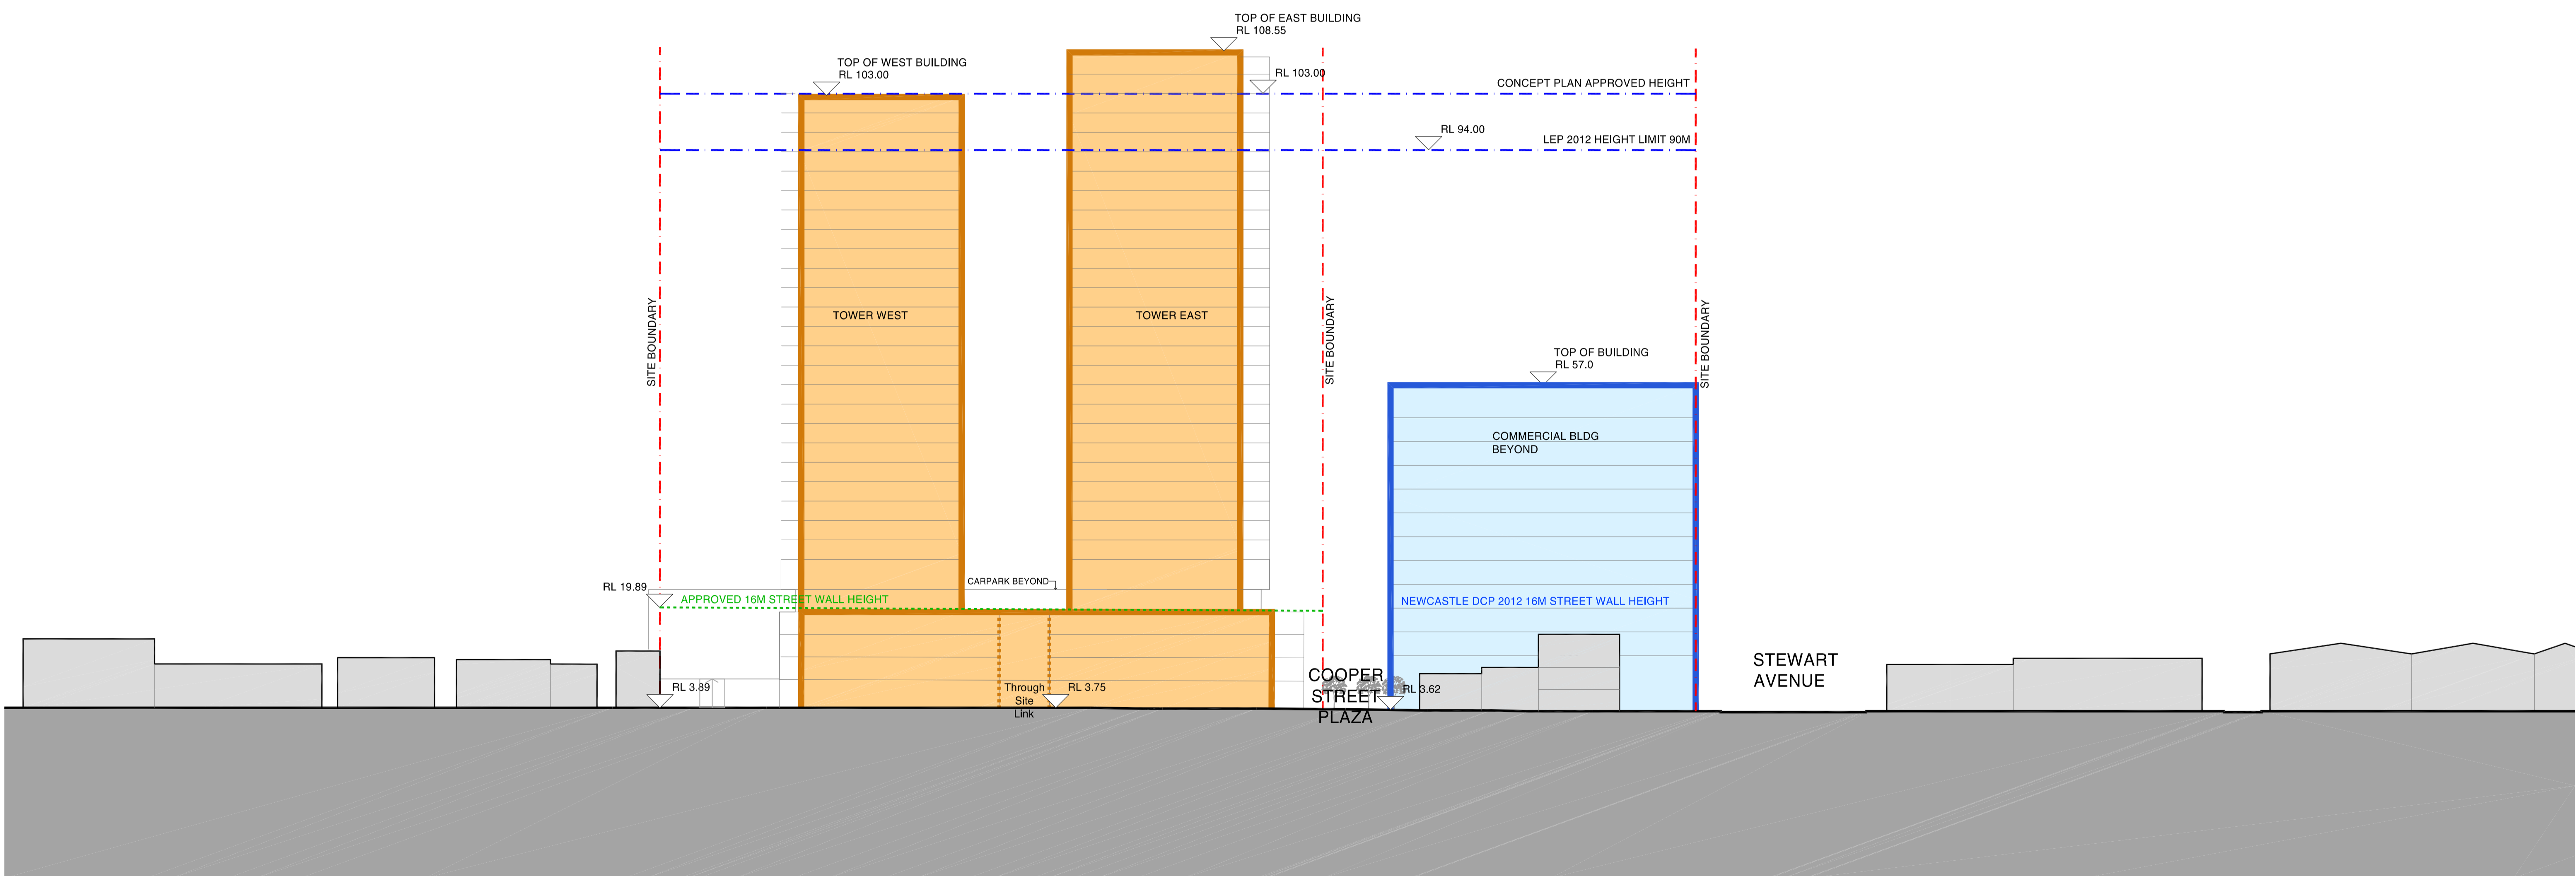 TOP OF EAST BUILDING
RL 108.55
TOP OF WEST BUILDING
RL 103.00
RL 103.00
CONCEPT PLAN APPROVED HEIGHT
RL 94.00
LEP 2012 HEIGHT LIMIT 90M
SITE BOUNDARY
TOWER WEST
TOWER EAST
SITE BOUNDARY
SITE BOUNDARY
TOP OF BUILDING
RL 57.0
COMMERCIAL BLDG
BEYOND
CARPARK BEYOND
RL 19.89
APPROVED 16M STREET WALL HEIGHT
NEWCASTLE DCP 2012 16M STREET WALL HEIGHT
RL 3.89
Through
Site
Link
RL 3.75
COOPER
STREET
PLAZA
RL 3.62
STEWART
AVENUE